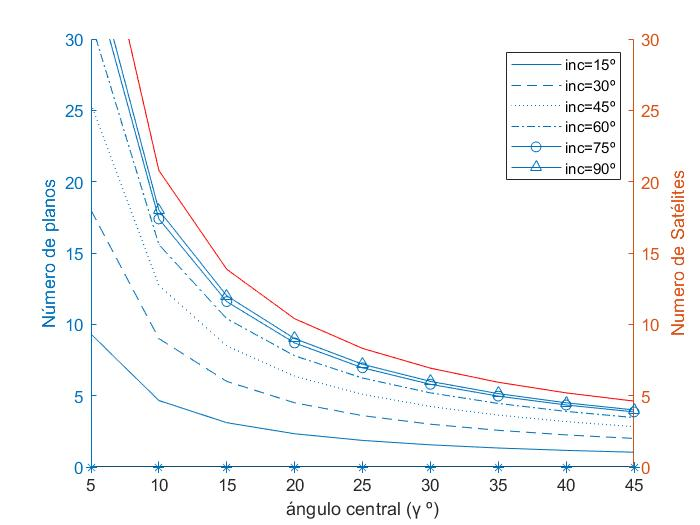 30
25
20
15
10
5
0
Número de planos
30
25
20
15
10
5
0
Numero de Satélites
inc=15º
inc=30º
inc=45º
inc=60º
inc=75º
inc=90º
5 10 15 20 25 30 35 40 45
ángulo central (γ º)